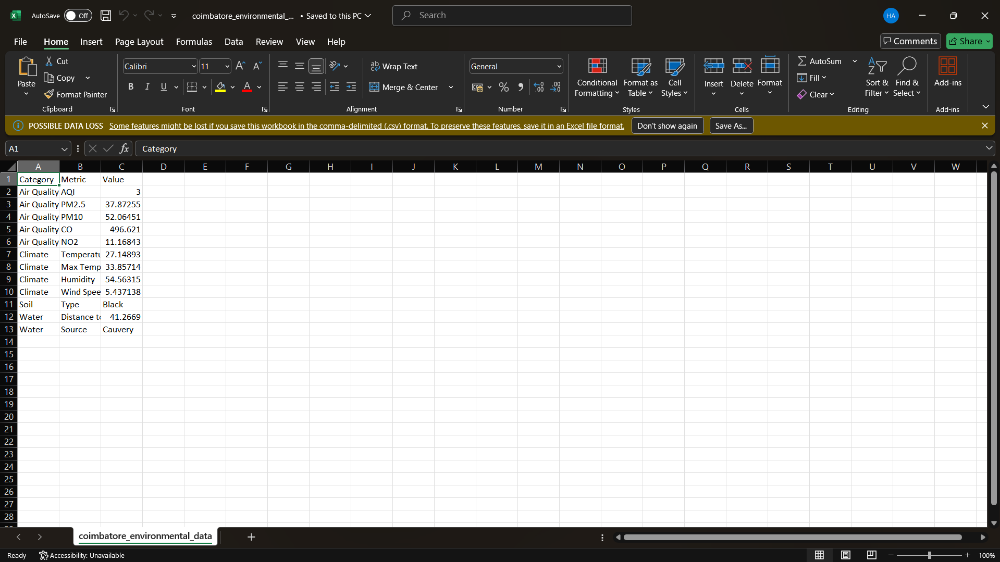 AutoSave Off coimbatore_environmental_... • Saved to this PC Search HA
File Home Insert Page Layout Formulas Data Review View Help Comments Share
Paste Cut Copy Format Painter Clipboard
Calibri 11 B I U A A Font
Wrap Text Merge & Center Alignment
General % Number
Conditional Formatting Format as Table Cell Styles Styles
Insert Delete Format Cells
AutoSum Fill Clear Sort & Filter Find & Select Editing
Add-ins Add-ins
POSSIBLE DATA LOSS Some features might be lost if you save this workbook in the comma-delimited (.csv) format. To preserve these features, save it in an Excel file format. Don't show again Save As...
A1 fx Category
A B C D E F G H I J K L M N O P Q R S T U V W
1 Category Metric Value
2 Air Quality AQI 3
3 Air Quality PM2.5 37.87255
4 Air Quality PM10 52.06451
5 Air Quality CO 496.621
6 Air Quality NO2 11.16843
7 Climate Temperatu 27.14893
8 Climate Max Temp 33.85714
9 Climate Humidity 54.56315
10 Climate Wind Spee 5.437138
11 Soil Type Black
12 Water Distance to 41.2669
13 Water Source Cauvery
14
15
16
17
18
19
20
21
22
23
24
25
26
27
28
coimbatore_environmental_data
Ready Accessibility: Unavailable 100%